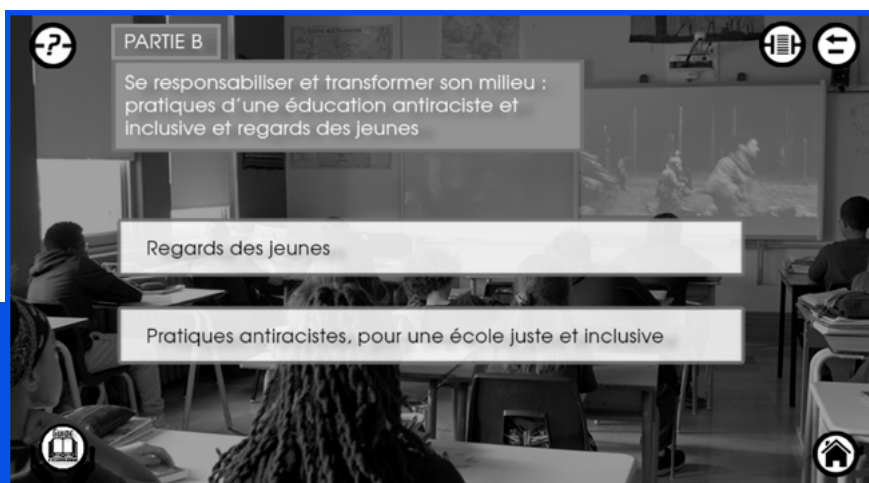 -?-
PARTIE B
Se responsabiliser et transformer son milieu :
pratiques d'une éducation antiraciste et
inclusive et regards des jeunes
Regards des jeunes
Pratiques antiracistes, pour une école juste et inclusive
GUIDE